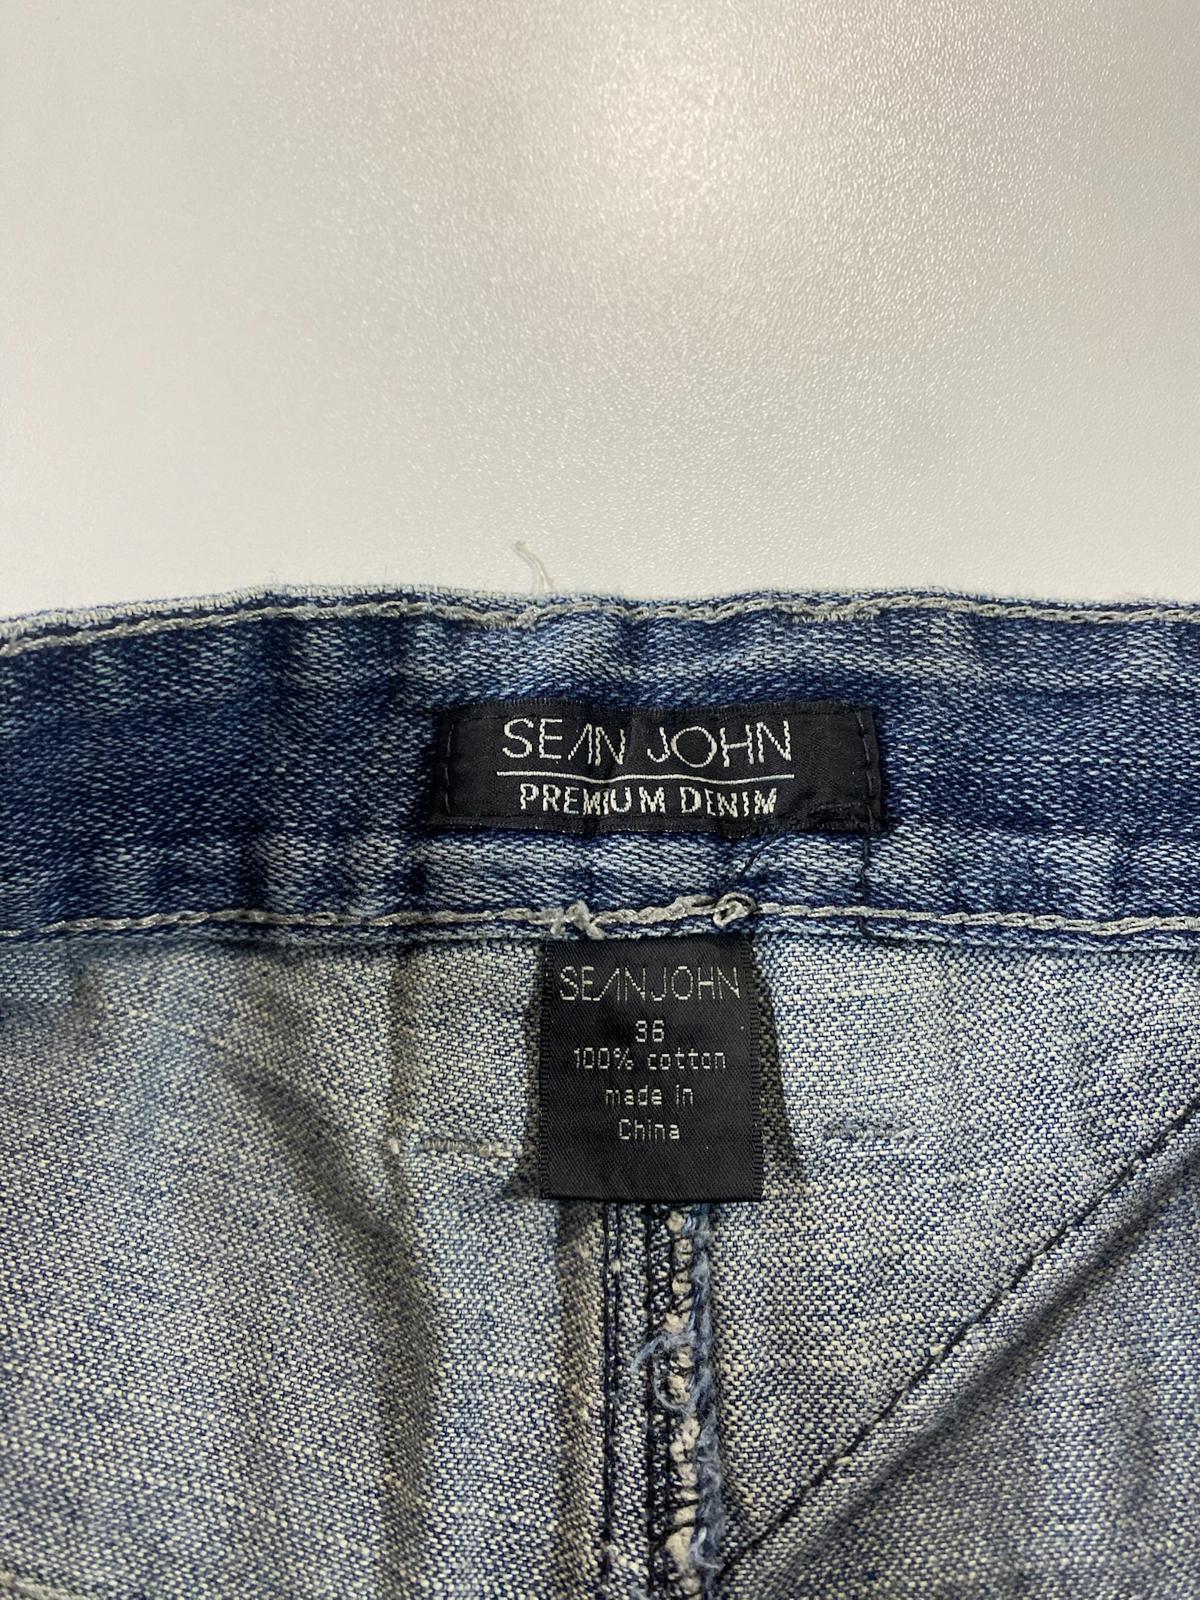 SEAN JOHN
PREMIUM DENIM
SEANJOHN
36
100% cotton
made in
China